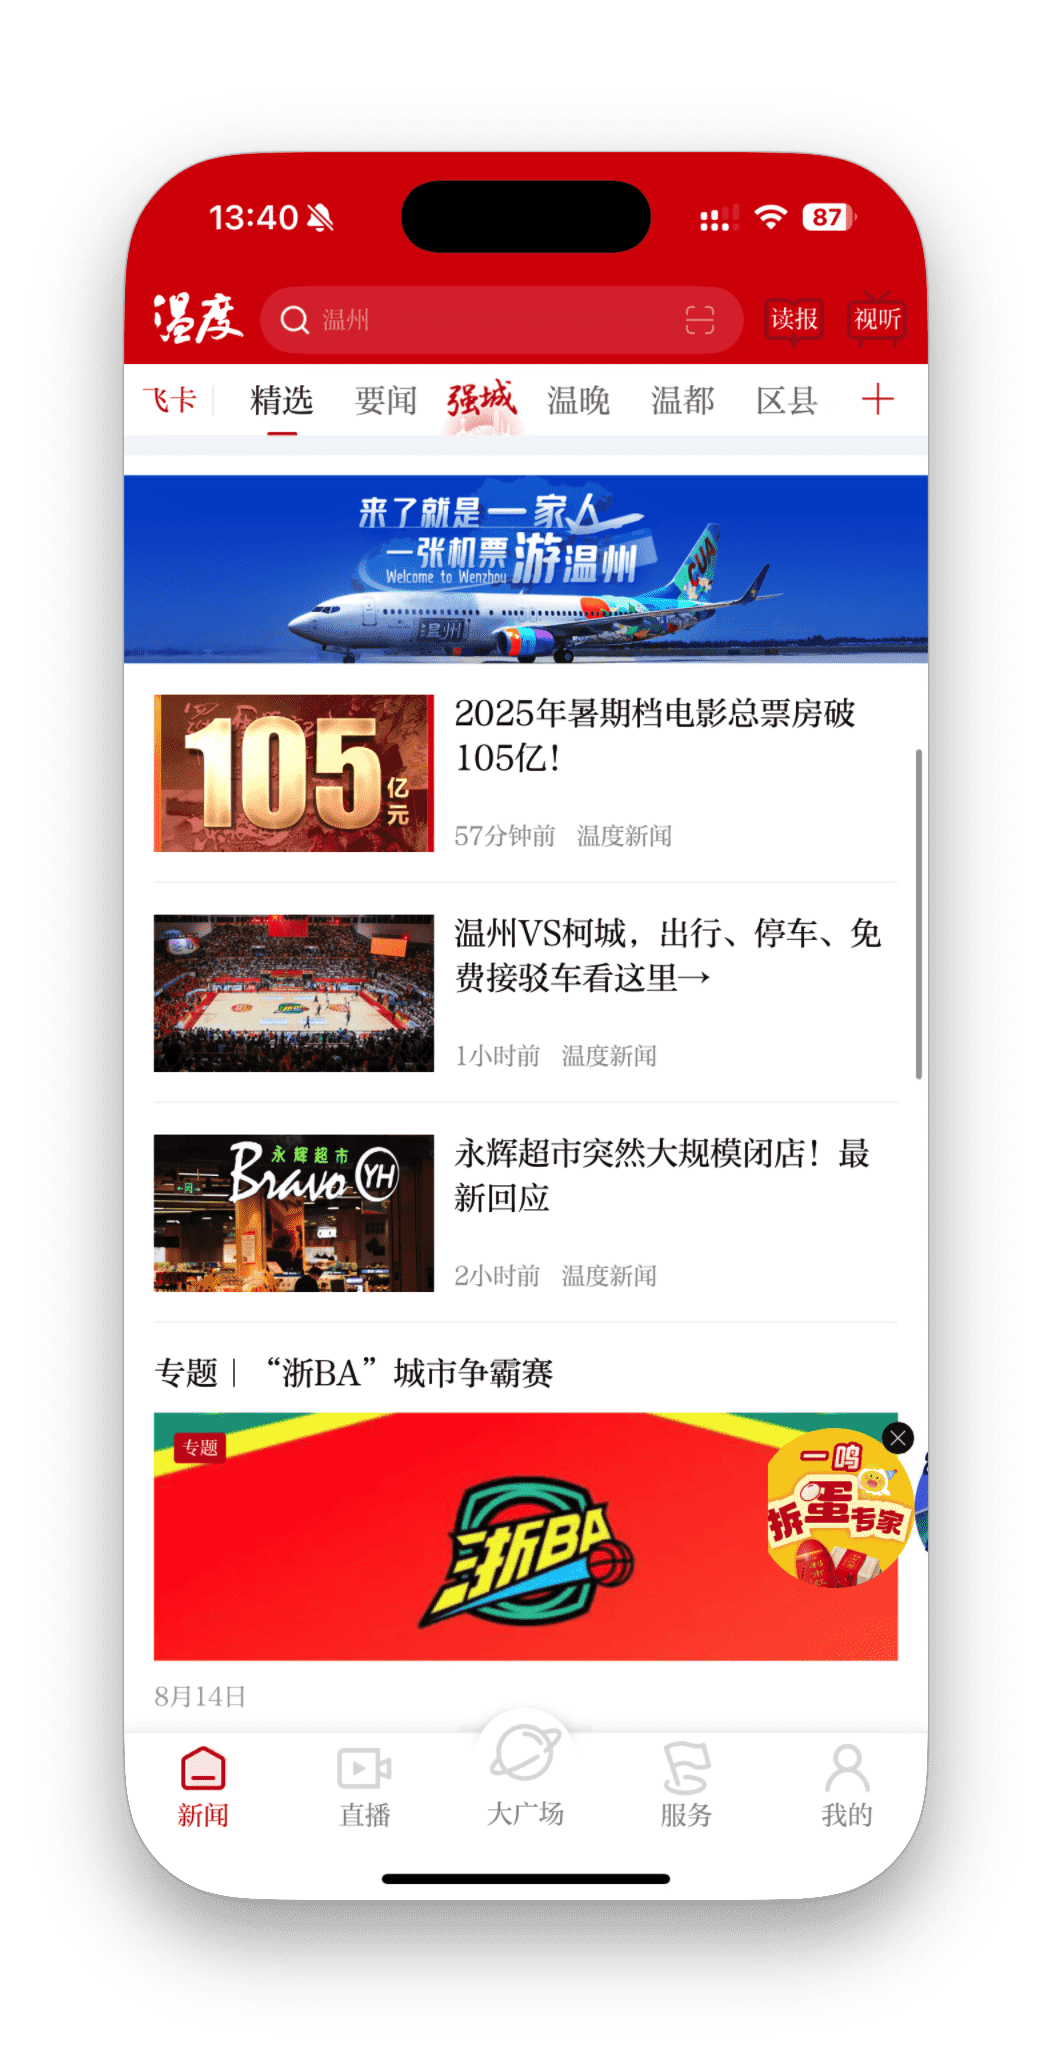 13:40
87
温度
温州
读报
视听
飞卡
精选
要闻
强城
温晚
温都
区县
来了就是一家人
一张机票游温州
Welcome to Wenzhou
CUA
温州
105亿元
2025年暑期档电影总票房破
105亿！
57分钟前 温度新闻
温州VS柯城，出行、停车、免
费接驳车看这里→
1小时前 温度新闻
永辉超市
Bravo YH
永辉超市突然大规模闭店！最
新回应
2小时前 温度新闻
专题｜“浙BA”城市争霸赛
专题
浙BA
一鸣
拆蛋专家
8月14日
新闻
直播
大广场
服务
我的